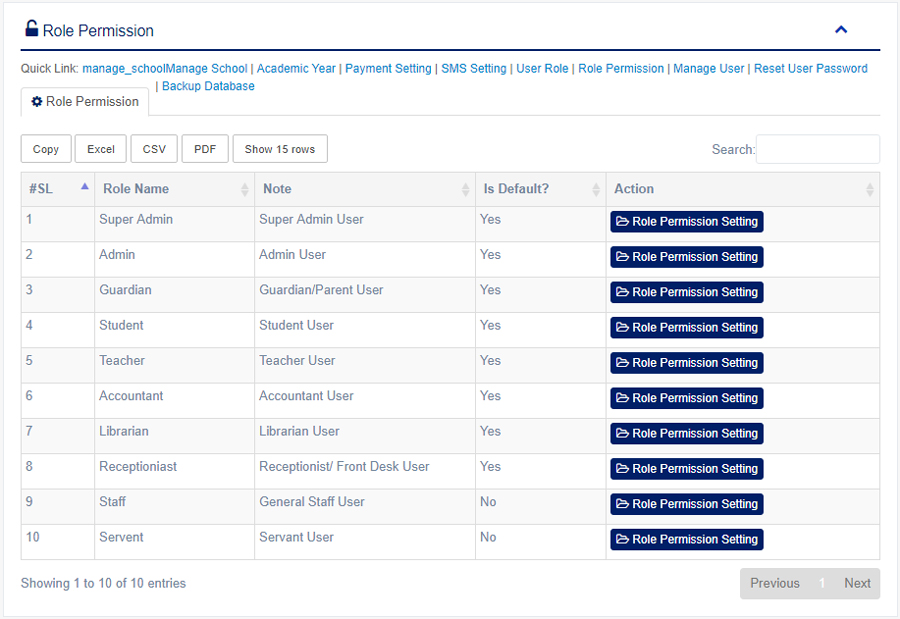 Role Permission
Quick Link: manage_schoolManage School | Academic Year | Payment Setting | SMS Setting | User Role | Role Permission | Manage User | Reset User Password
| Backup Database
Role Permission
Copy Excel CSV PDF Show 15 rows Search:
#SL Role Name Note Is Default? Action
1 Super Admin Super Admin User Yes Role Permission Setting
2 Admin Admin User Yes Role Permission Setting
3 Guardian Guardian/Parent User Yes Role Permission Setting
4 Student Student User Yes Role Permission Setting
5 Teacher Teacher User Yes Role Permission Setting
6 Accountant Accountant User Yes Role Permission Setting
7 Librarian Librarian User Yes Role Permission Setting
8 Receptioniast Receptionist/ Front Desk User Yes Role Permission Setting
9 Staff General Staff User No Role Permission Setting
10 Servent Servant User No Role Permission Setting
Showing 1 to 10 of 10 entries Previous 1 Next